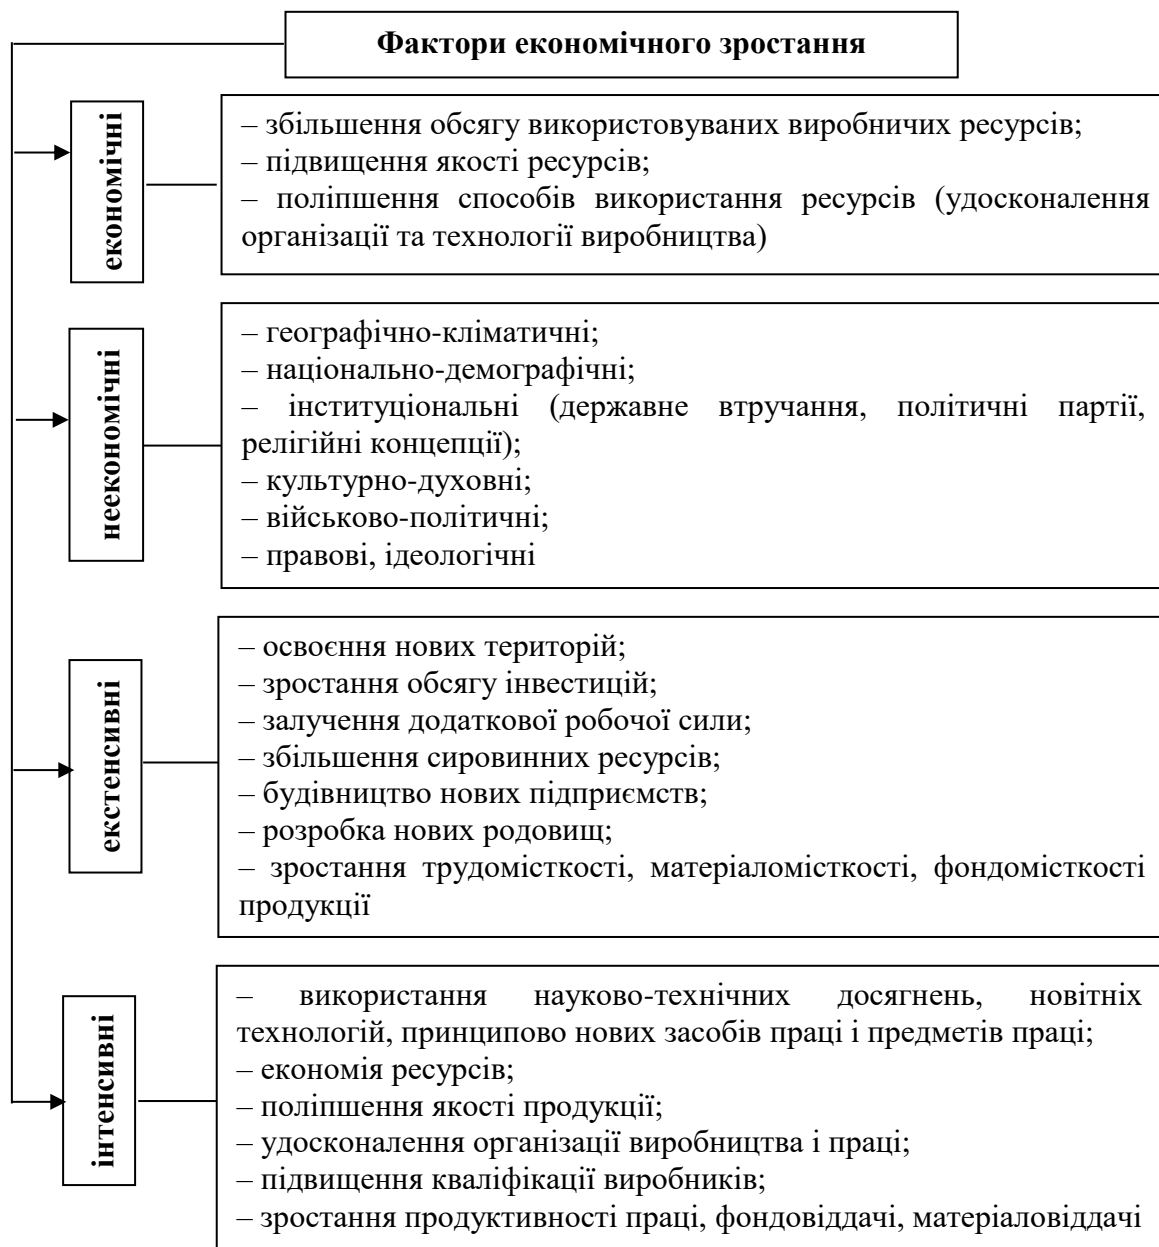 Фактори економічного зростання
економічні
– збільшення обсягу використовуваних виробничих ресурсів;
– підвищення якості ресурсів;
– поліпшення способів використання ресурсів (удосконалення
організації та технології виробництва)
неекономічні
– географічно-кліматичні;
– національно-демографічні;
– інституціональні (державне втручання, політичні партії,
релігійні концепції);
– культурно-духовні;
– військово-політичні;
– правові, ідеологічні
екстенсивні
– освоєння нових територій;
– зростання обсягу інвестицій;
– залучення додаткової робочої сили;
– збільшення сировинних ресурсів;
– будівництво нових підприємств;
– розробка нових родовищ;
– зростання трудомісткості, матеріаломісткості, фондомісткості
продукції
інтенсивні
– використання науково-технічних досягнень, новітніх
технологій, принципово нових засобів праці і предметів праці;
– економія ресурсів;
– поліпшення якості продукції;
– удосконалення організації виробництва і праці;
– підвищення кваліфікації виробників;
– зростання продуктивності праці, фондовіддачі, матеріаловіддачі